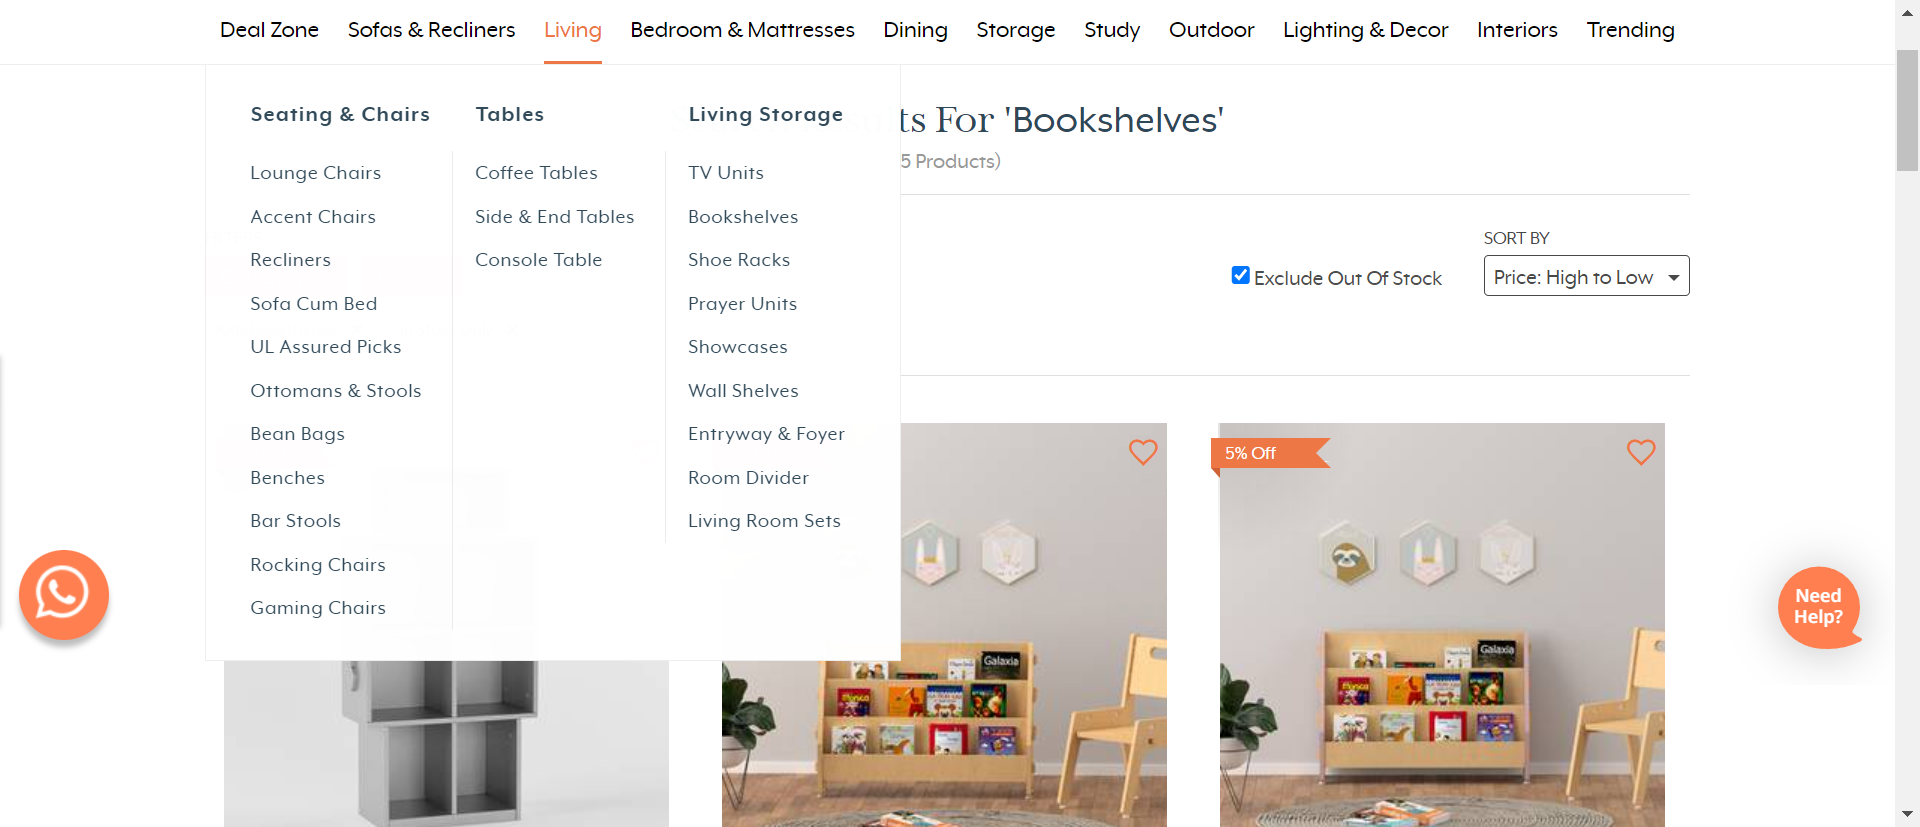 Deal Zone Sofas & Recliners Living Bedroom & Mattresses Dining Storage Study Outdoor Lighting & Decor Interiors Trending
Seating & Chairs
Lounge Chairs
Accent Chairs
Recliners
Sofa Cum Bed
UL Assured Picks
Ottomans & Stools
Bean Bags
Benches
Bar Stools
Rocking Chairs
Gaming Chairs
Tables
Coffee Tables
Side & End Tables
Console Table
Living Storage
TV Units
Bookshelves
Shoe Racks
Prayer Units
Showcases
Wall Shelves
Entryway & Foyer
Room Divider
Living Room Sets
For 'Bookshelves'
5 Products)
Exclude Out Of Stock
SORT BY
Price: High to Low
5% Off
Galaxia
Galaxia
Need
Help?